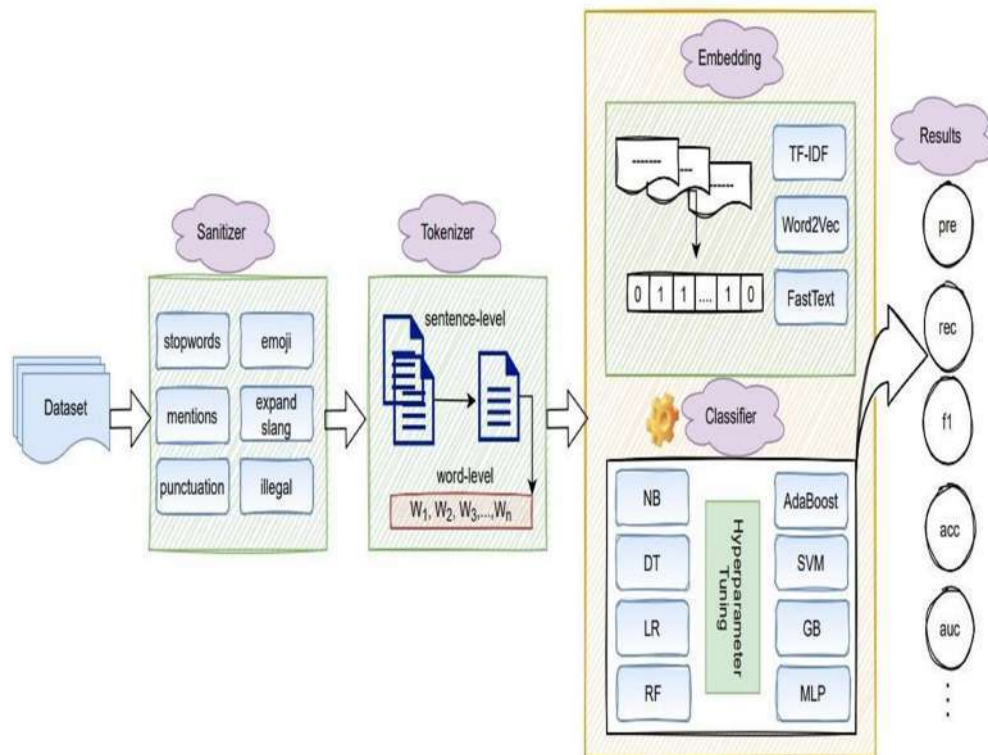 Dataset
Sanitizer
stopwords
emoji
mentions
expand
slang
punctuation
illegal
Tokenizer
sentence-level
word-level
W1, W2, W3,...,Wn
Embedding
-------
---
------
TF-IDF
Word2Vec
FastText
0 1 1 .... 1 0
Classifier
NB
AdaBoost
DT
SVM
LR
GB
RF
MLP
Hyperparameter
Tuning
Results
pre
rec
f1
acc
auc
⋮